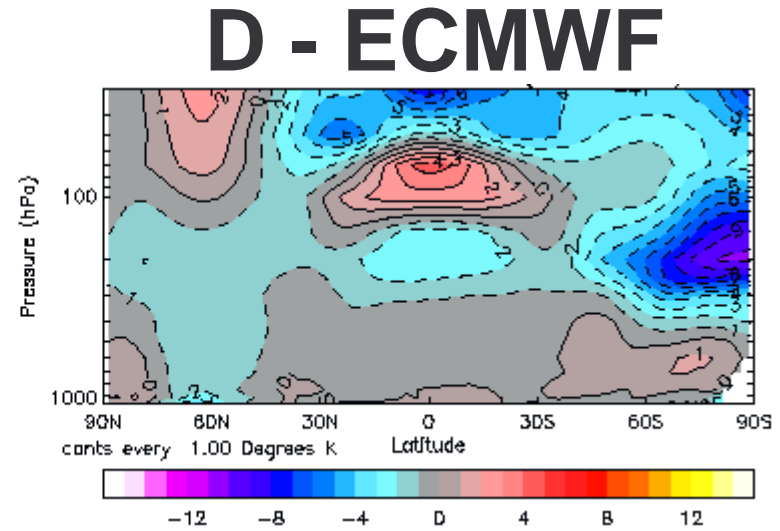 D - ECMWF
Pressure (hPa)
100
1000
90N 60N 30N 0 30S 60S 90S
conts every 1.00 Degrees K Latitude
-12 -8 -4 0 4 8 12